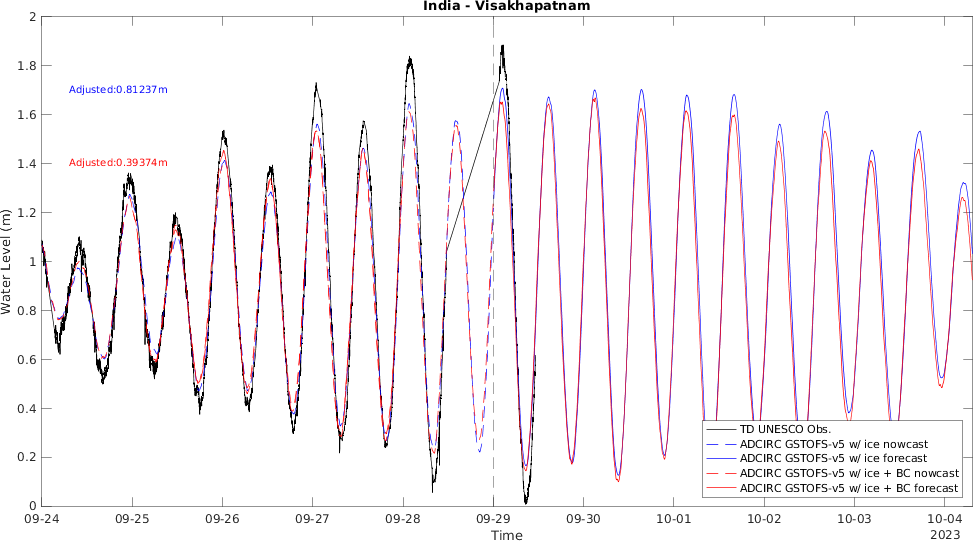 India - Visakhapatnam
2
1.8
1.6
1.4
1.2
1
0.8
0.6
0.4
0.2
0
Water Level (m)
Adjusted:0.81237m
Adjusted:0.39374m
TD UNESCO Obs.
ADCIRC GSTOFS-v5 w/ ice nowcast
ADCIRC GSTOFS-v5 w/ ice forecast
ADCIRC GSTOFS-v5 w/ ice + BC nowcast
ADCIRC GSTOFS-v5 w/ ice + BC forecast
09-24 09-25 09-26 09-27 09-28 09-29 09-30 10-01 10-02 10-03 10-04
2023
Time